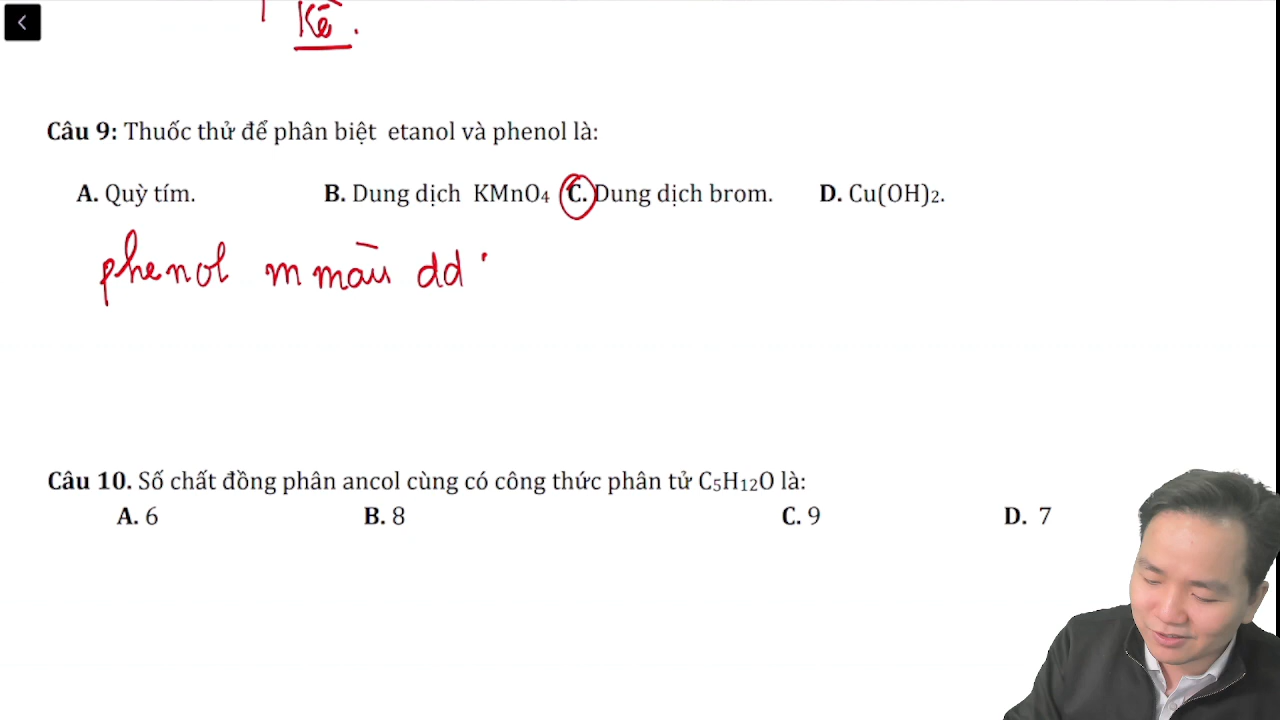 Kề.
Câu 9: Thuốc thử để phân biệt etanol và phenol là:
A. Quỳ tím. B. Dung dịch KMnO4 C. Dung dịch brom. D. Cu(OH)2.
phenol m màu dd
Câu 10. Số chất đồng phân ancol cùng có công thức phân tử C5H12O là:
A. 6 B. 8 C. 9 D. 7